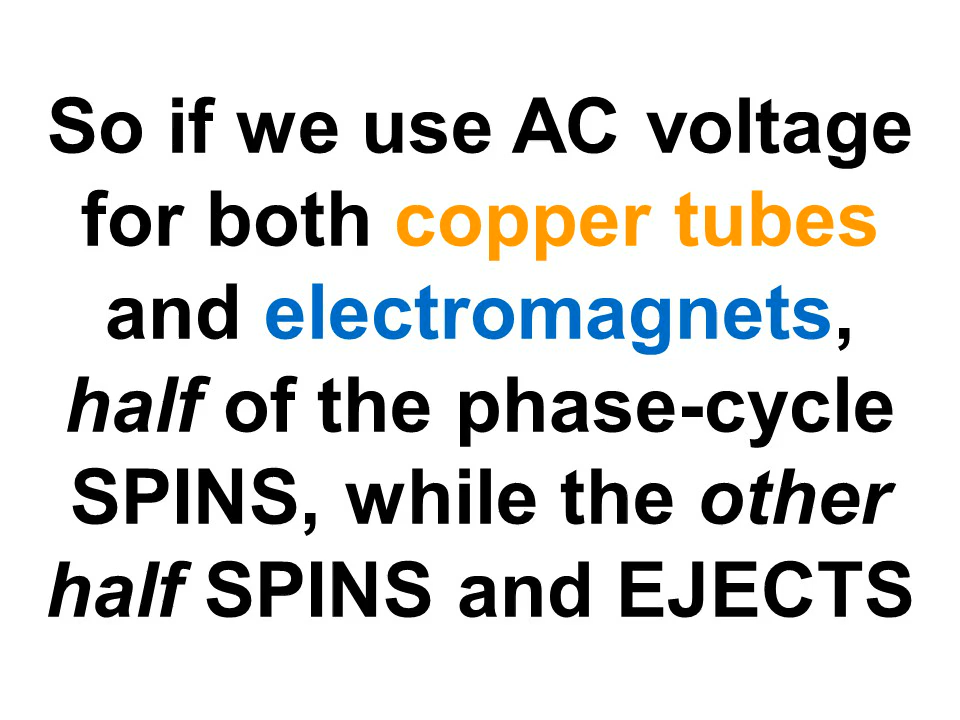 So if we use AC voltage
for both copper tubes
and electromagnets,
half of the phase-cycle
SPINS, while the other
half SPINS and EJECTS